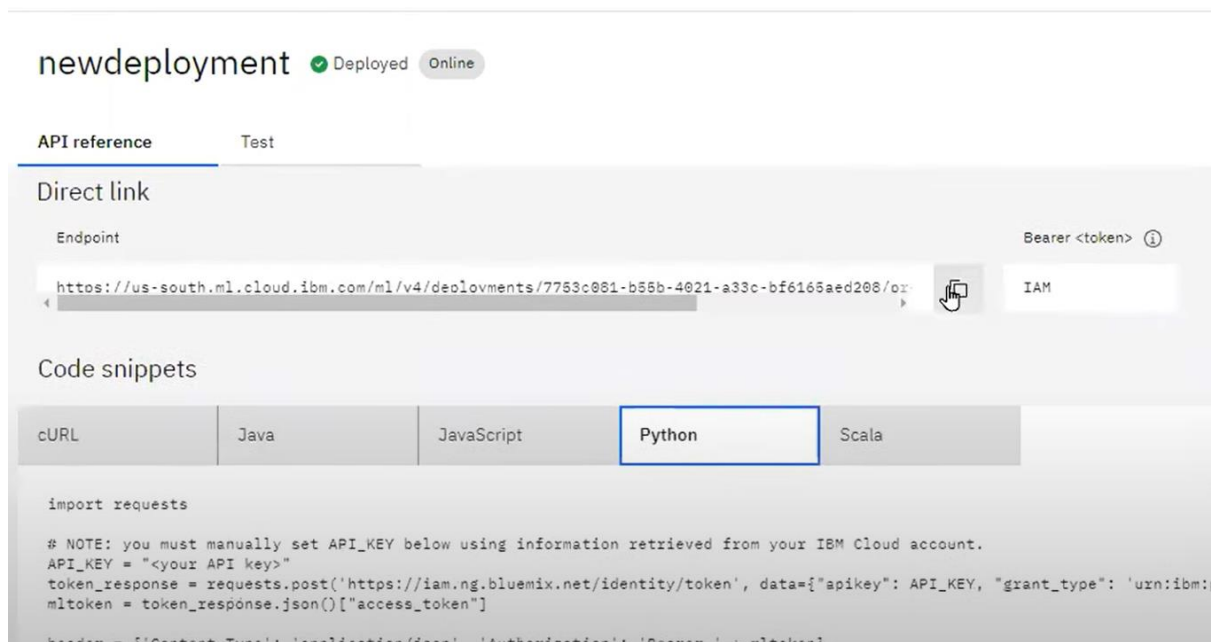 newdeployment Deployed Online
API reference Test
Direct link
Endpoint Bearer <token>
https://us-south.ml.cloud.ibm.com/ml/v4/deployments/7753c081-b55b-4021-a33c-bf6165aed208/pr IAM
Code snippets
cURL Java JavaScript Python Scala
import requests
# NOTE: you must manually set API_KEY below using information retrieved from your IBM Cloud account.
API_KEY = "<your API key>"
token_response = requests.post('https://iam.ng.bluemix.net/identity/token', data={"apikey": API_KEY, "grant_type": 'urn:ibm:
mltoken = token_response.json()["access_token"]